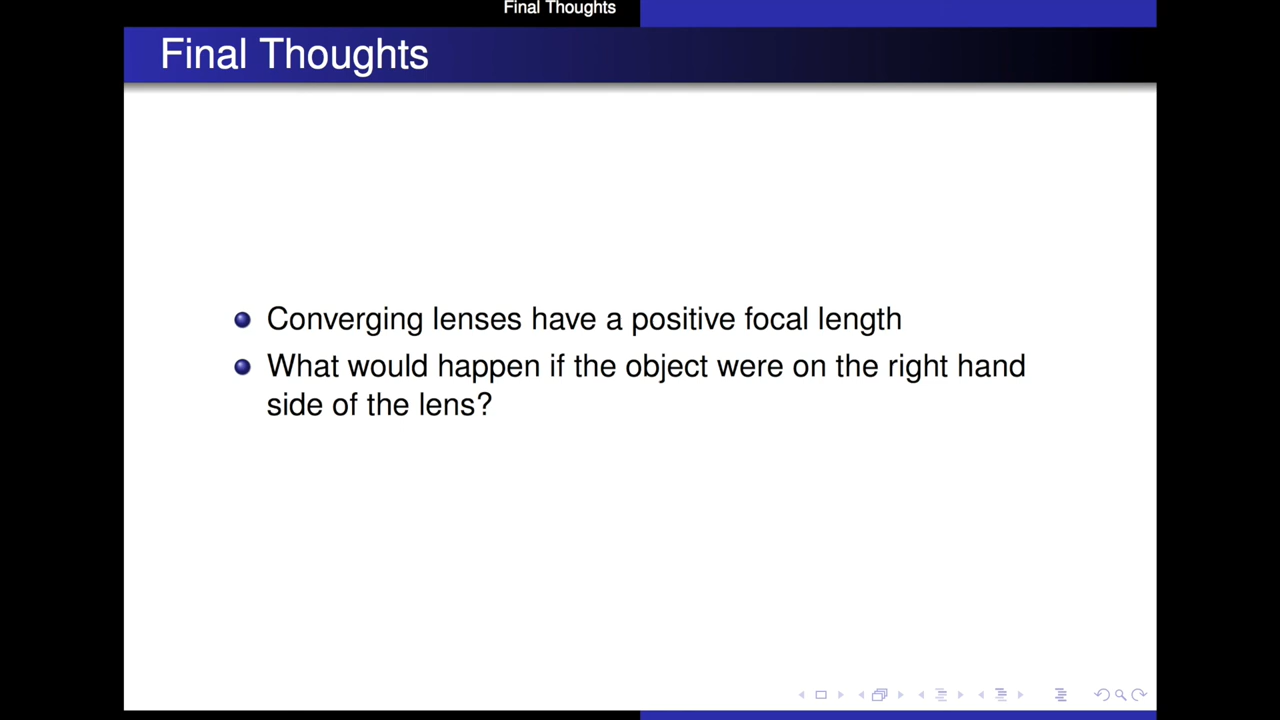 Final Thoughts
Final Thoughts
Converging lenses have a positive focal length
What would happen if the object were on the right hand
side of the lens?